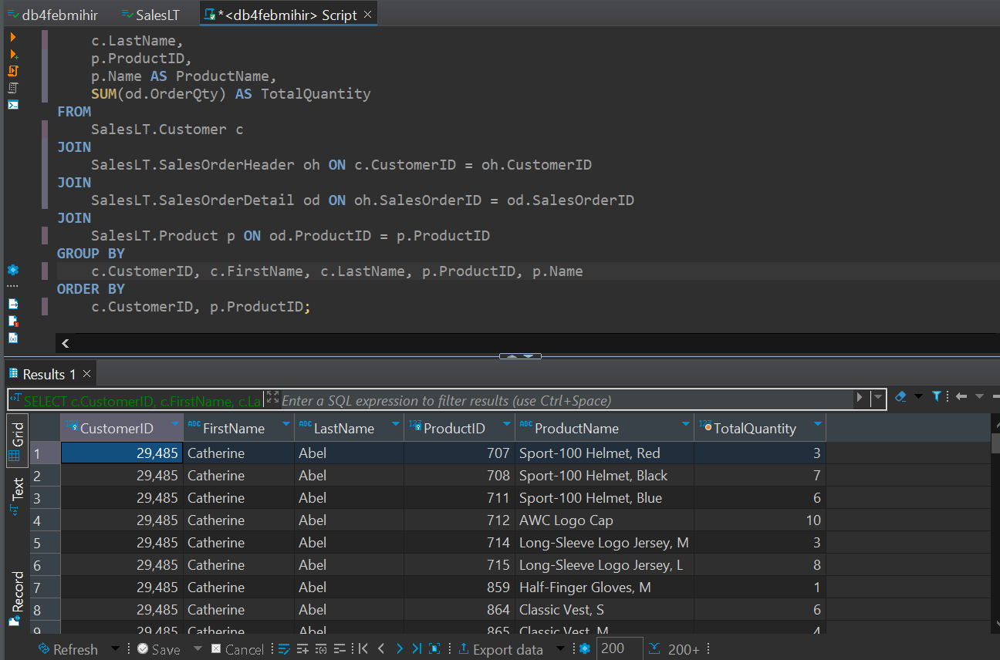 db4febmihir SalesLT *<db4febmihir> Script
c.LastName,
p.ProductID,
p.Name AS ProductName,
SUM(od.OrderQty) AS TotalQuantity
FROM
SalesLT.Customer c
JOIN
SalesLT.SalesOrderHeader oh ON c.CustomerID = oh.CustomerID
JOIN
SalesLT.SalesOrderDetail od ON oh.SalesOrderID = od.SalesOrderID
JOIN
SalesLT.Product p ON od.ProductID = p.ProductID
GROUP BY
c.CustomerID, c.FirstName, c.LastName, p.ProductID, p.Name
ORDER BY
c.CustomerID, p.ProductID;
Results 1
SELECT c.CustomerID, c.FirstName, c.La Enter a SQL expression to filter results (use Ctrl+Space)
Grid
Text
Record
123 CustomerID ABC FirstName ABC LastName 123 ProductID ABC ProductName 123 TotalQuantity
1 29,485 Catherine Abel 707 Sport-100 Helmet, Red 3
2 29,485 Catherine Abel 708 Sport-100 Helmet, Black 7
3 29,485 Catherine Abel 711 Sport-100 Helmet, Blue 6
4 29,485 Catherine Abel 712 AWC Logo Cap 10
5 29,485 Catherine Abel 714 Long-Sleeve Logo Jersey, M 3
6 29,485 Catherine Abel 715 Long-Sleeve Logo Jersey, L 8
7 29,485 Catherine Abel 859 Half-Finger Gloves, M 1
8 29,485 Catherine Abel 864 Classic Vest, S 6
9 29,485 Catherine Abel 865 Classic Vest, M 4
Refresh Save Cancel Export data 200 200+